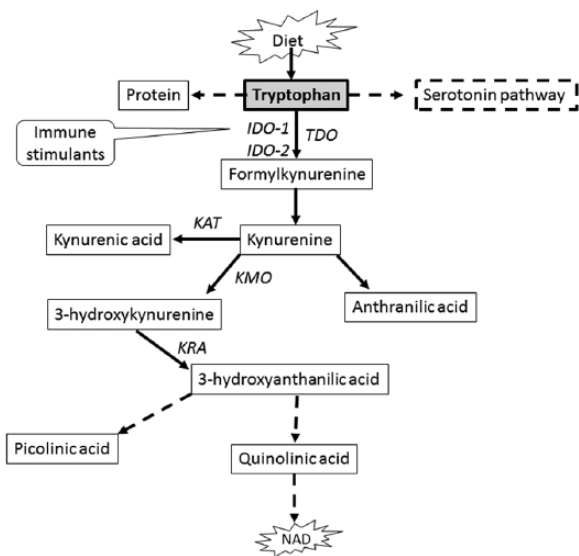 Diet
Protein
Tryptophan
Serotonin pathway
Immune
stimulants
IDO-1
TDO
IDO-2
Formylkynurenine
KAT
Kynurenic acid
Kynurenine
KMO
3-hydroxykynurenine
Anthranilic acid
KRA
3-hydroxyanthanilic acid
Picolinic acid
Quinolinic acid
NAD